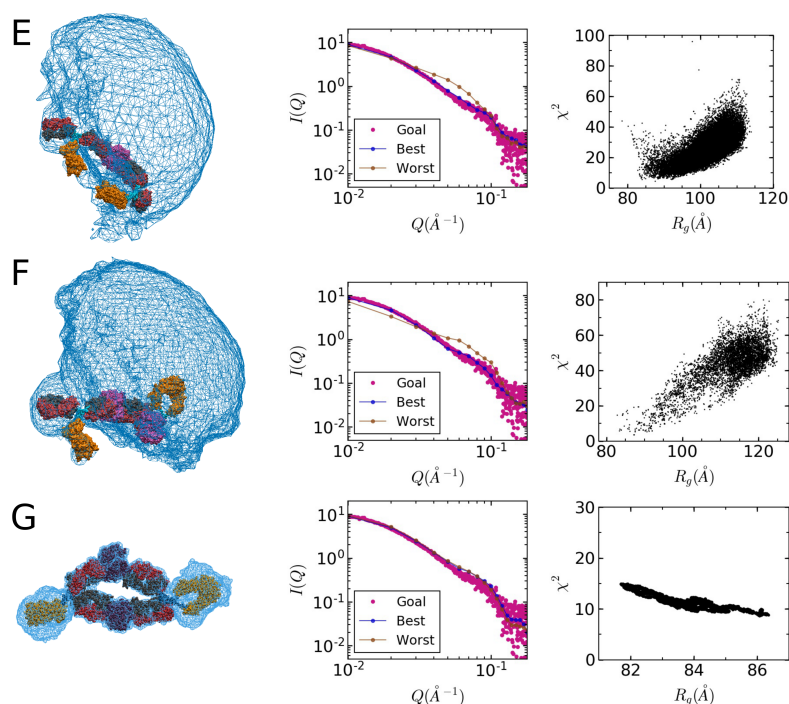 E
10¹
10⁰
10⁻¹
10⁻²
I(Q)
Goal
Best
Worst
10⁻²
10⁻¹
Q(Å⁻¹)
100
80
60
40
20
0
χ²
80
100
120
R_g(Å)
F
10¹
10⁰
10⁻¹
10⁻²
I(Q)
Goal
Best
Worst
10⁻²
10⁻¹
Q(Å⁻¹)
80
60
40
20
0
χ²
80
100
120
R_g(Å)
G
10¹
10⁰
10⁻¹
10⁻²
I(Q)
Goal
Best
Worst
10⁻²
10⁻¹
Q(Å⁻¹)
30
20
10
0
χ²
82
84
86
R_g(Å)